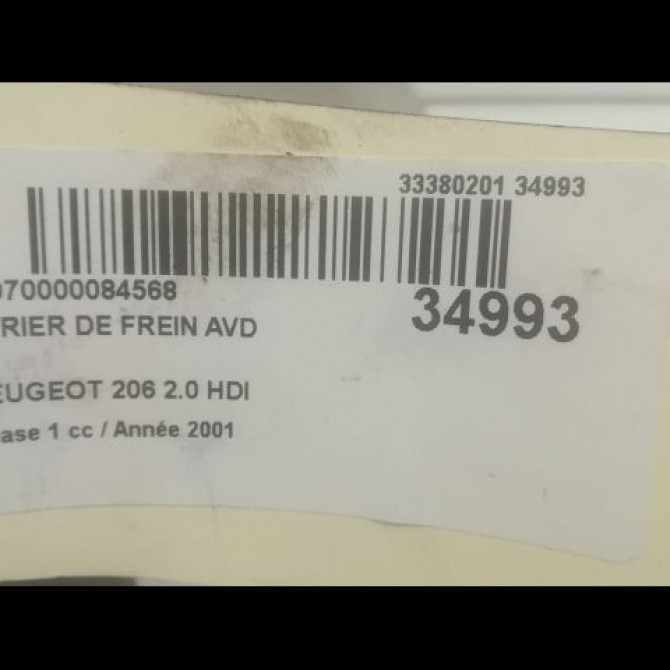 33380201 34993
070000084568
34993
RIER DE FREIN AVD
EUGEOT 206 2.0 HDI
ase 1 cc / Année 2001